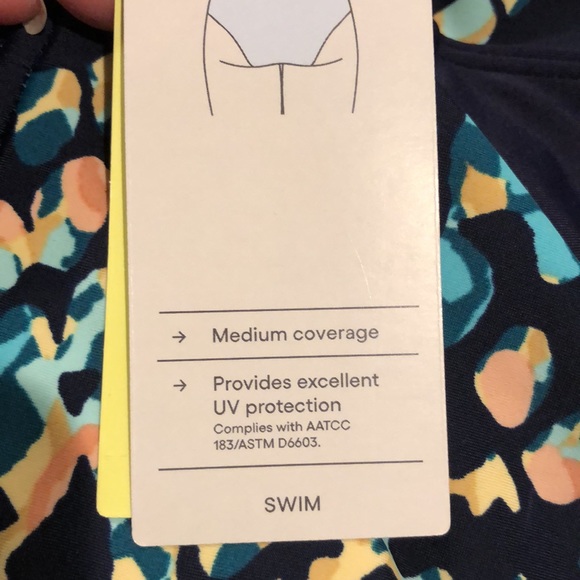 → Medium coverage
→ Provides excellent
UV protection
Complies with AATCC
183/ASTM D6603.
SWIM